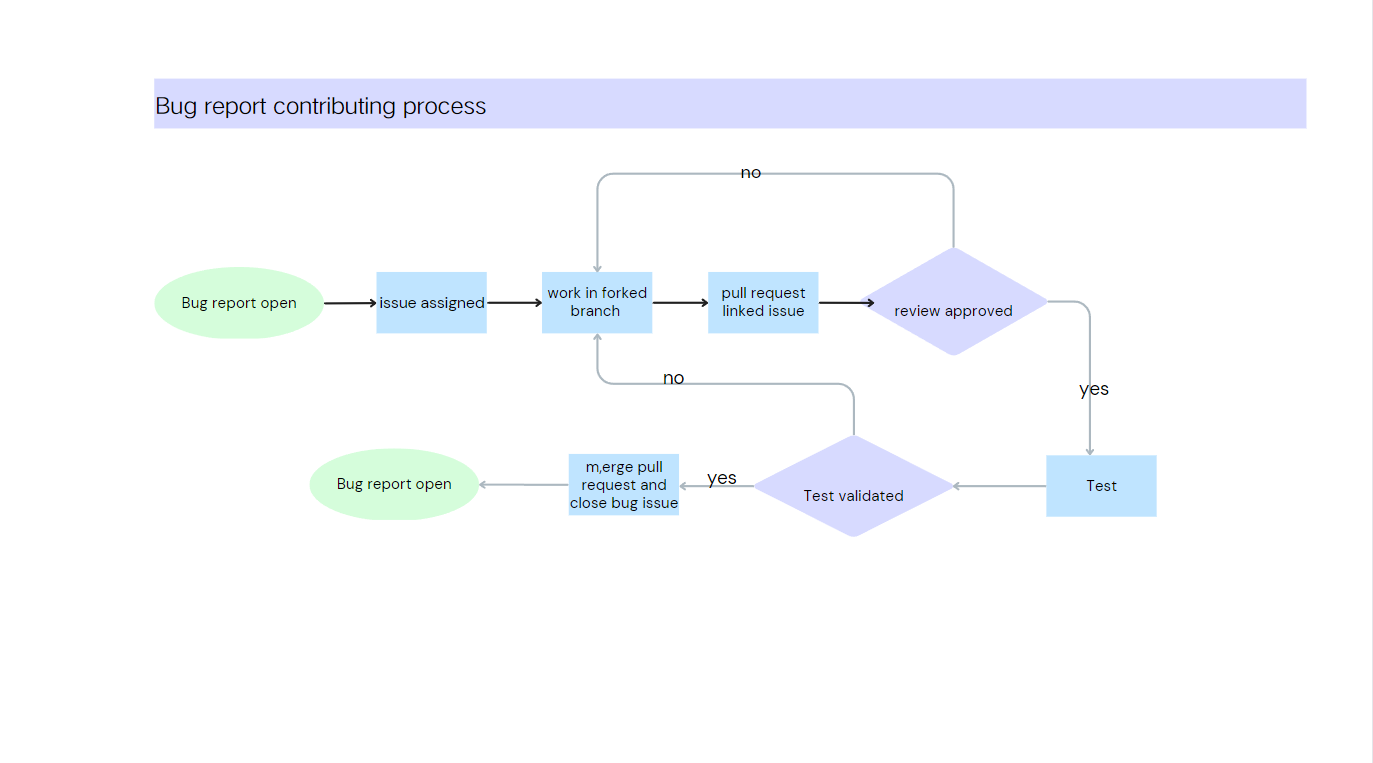 Bug report contributing process
no
Bug report open
issue assigned
work in forked
branch
pull request
linked issue
review approved
no
yes
Bug report open
m,erge pull
request and
close bug issue
yes
Test validated
Test